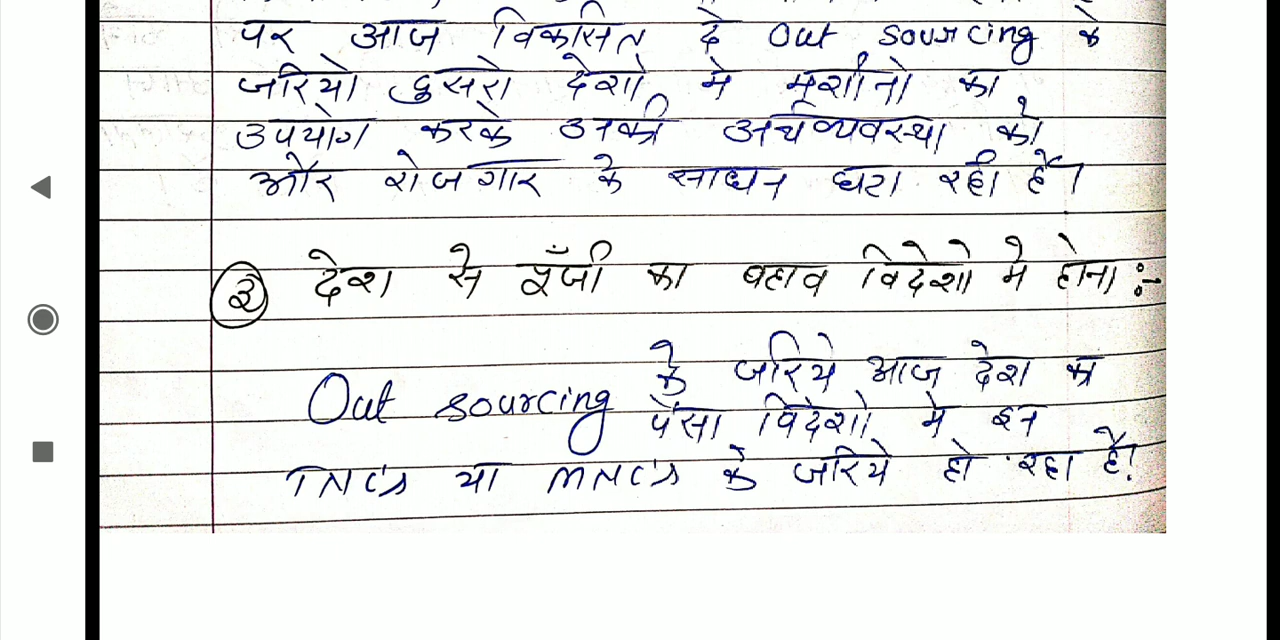 पर आज विकसित दे Out sourcing के
जरियो दुसरो देशो मे मशीनो का
उपयोग करके उनकी अर्थव्यवस्था को
और रोजगार के साधन घटा रही हैं।
③ देश से पूँजी का बहाव विदेशो मे होना :-
Out sourcing के जरिये आज देश का
पैसा विदेशो मे इन
TNC's या MNC's के जरिये हो रहा है।